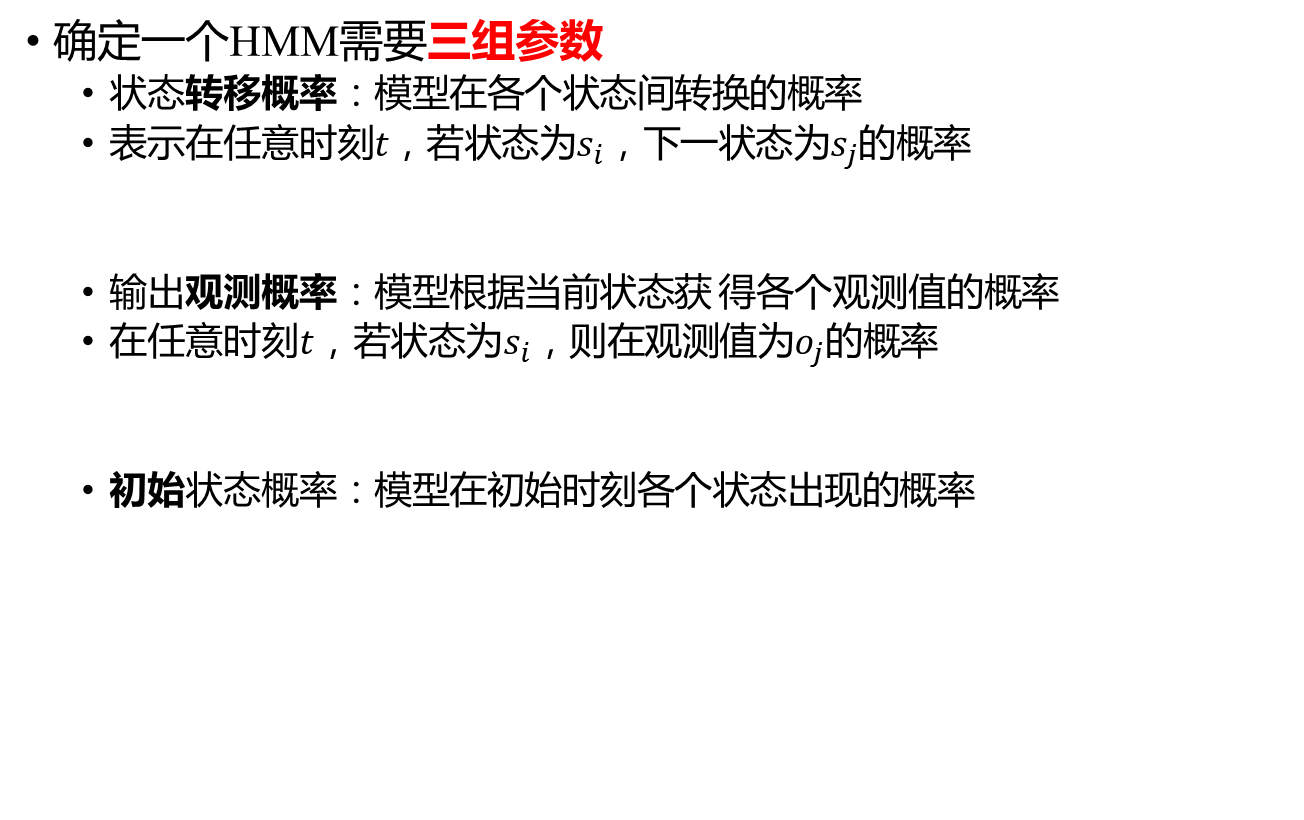 • 确定一个HMM需要三组参数
• 状态转移概率：模型在各个状态间转换的概率
• 表示在任意时刻t，若状态为s_i，下一状态为s_j的概率
• 输出观测概率：模型根据当前状态获 得各个观测值的概率
• 在任意时刻t，若状态为s_i，则在观测值为o_j的概率
• 初始状态概率：模型在初始时刻各个状态出现的概率